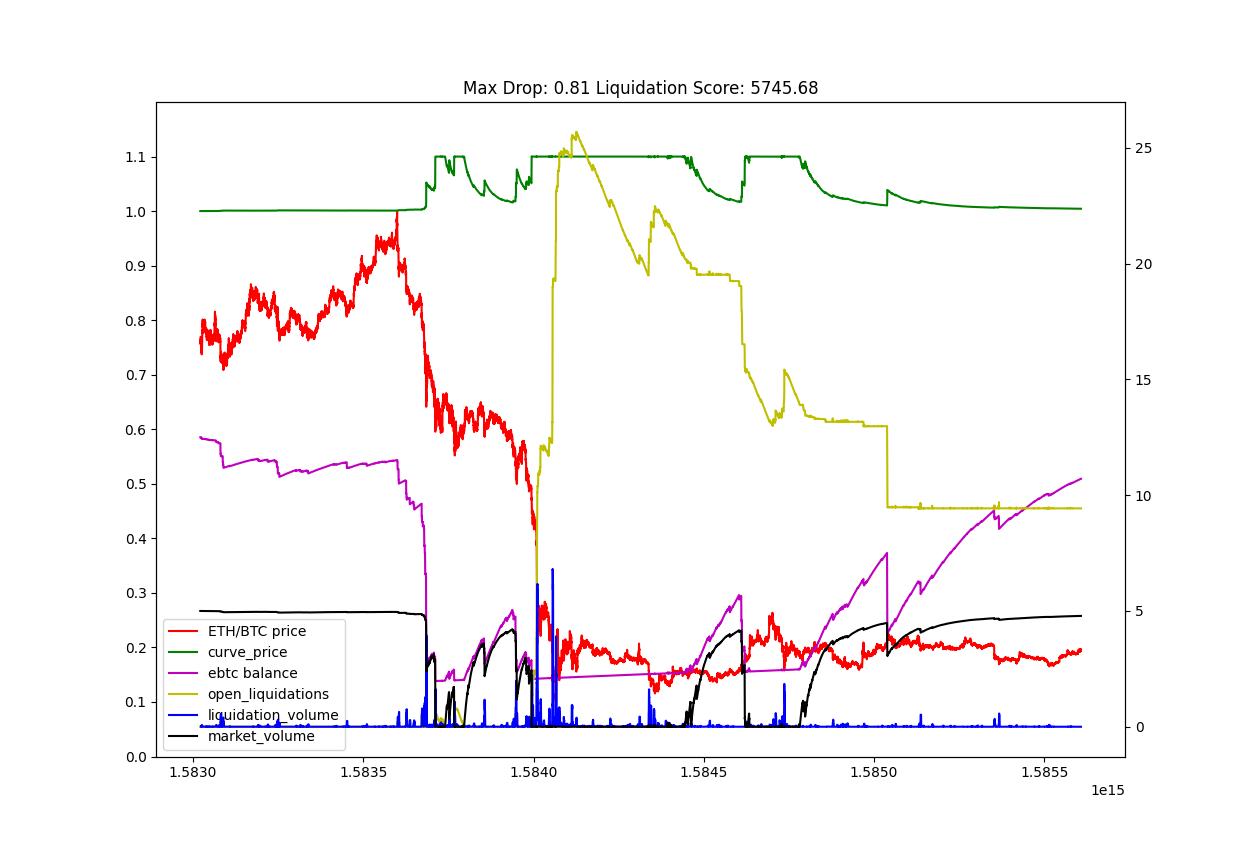 Max Drop: 0.81 Liquidation Score: 5745.68
1.1
1.0
0.9
0.8
0.7
0.6
0.5
0.4
0.3
0.2
0.1
0.0
25
20
15
10
5
0
ETH/BTC price
curve_price
ebtc balance
open_liquidations
liquidation_volume
market_volume
1.5830 1.5835 1.5840 1.5845 1.5850 1.5855
1e15